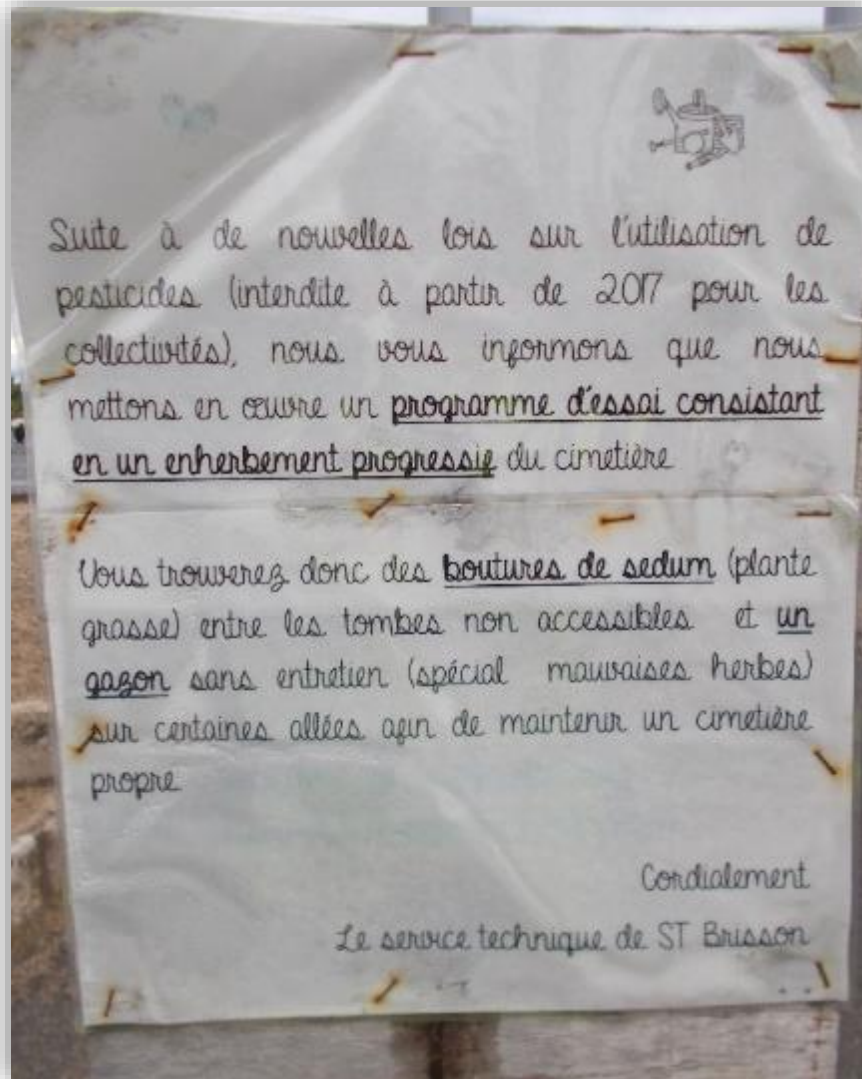 Suite à de nouvelles lois sur l'utilisation de
pesticides (interdite à partir de 2017 pour les
collectivités), nous vous informons que nous
mettons en œuvre un programme d'essai consistant
en un enherbement progressif du cimetière
Vous trouverez donc des boutures de sedum (plante
grasse) entre les tombes non accessibles et un
gazon sans entretien (spécial mauvaises herbes)
sur certaines allées afin de maintenir un cimetière
propre
Cordialement
Le service technique de ST Brisson